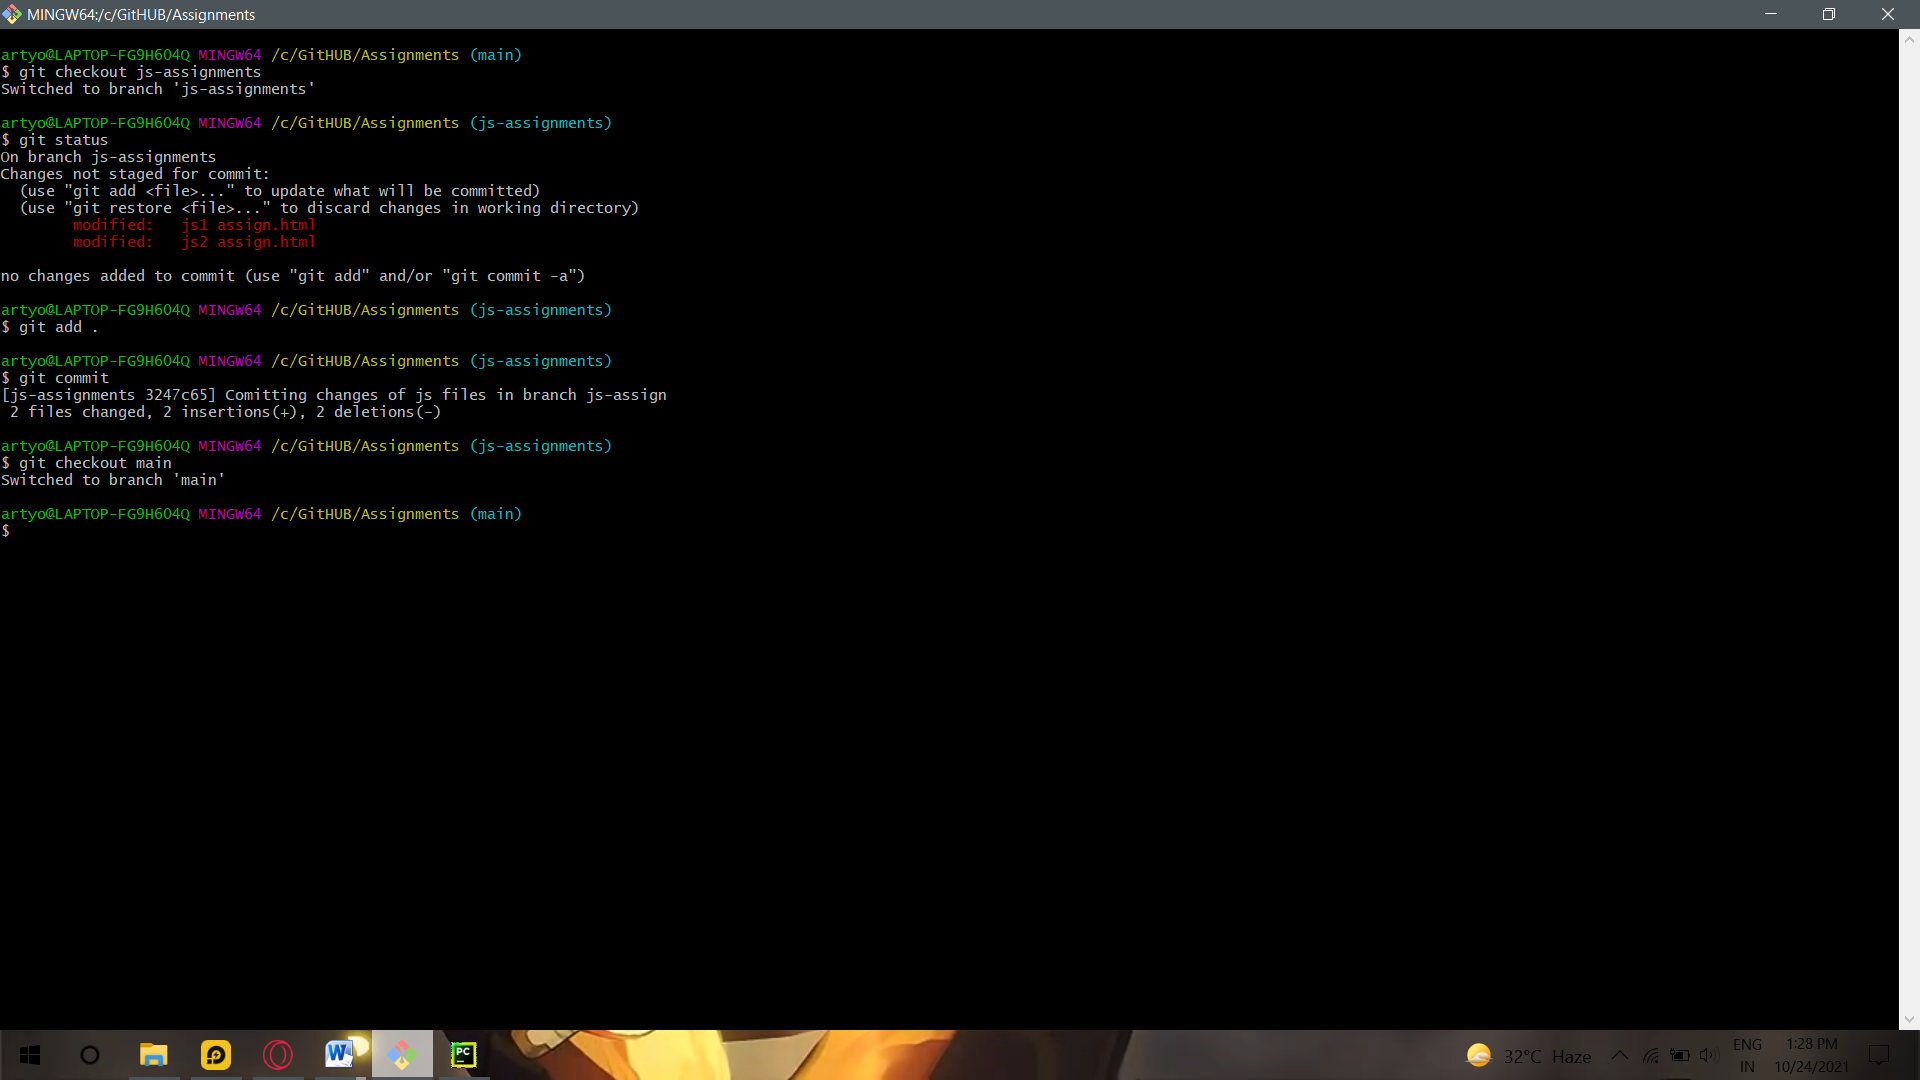 MINGW64:/c/GitHUB/Assignments
artyo@LAPTOP-FG9H6O4Q MINGW64 /c/GitHUB/Assignments (main)
$ git checkout js-assignments
Switched to branch 'js-assignments'
artyo@LAPTOP-FG9H6O4Q MINGW64 /c/GitHUB/Assignments (js-assignments)
$ git status
On branch js-assignments
Changes not staged for commit:
  (use "git add <file>..." to update what will be committed)
  (use "git restore <file>..." to discard changes in working directory)
        modified:   js1 assign.html
        modified:   js2 assign.html
no changes added to commit (use "git add" and/or "git commit -a")
artyo@LAPTOP-FG9H6O4Q MINGW64 /c/GitHUB/Assignments (js-assignments)
$ git add .
artyo@LAPTOP-FG9H6O4Q MINGW64 /c/GitHUB/Assignments (js-assignments)
$ git commit
[js-assignments 3247c65] Comitting changes of js files in branch js-assign
 2 files changed, 2 insertions(+), 2 deletions(-)
artyo@LAPTOP-FG9H6O4Q MINGW64 /c/GitHUB/Assignments (js-assignments)
$ git checkout main
Switched to branch 'main'
artyo@LAPTOP-FG9H6O4Q MINGW64 /c/GitHUB/Assignments (main)
$
W
PC
32°C Haze
ENG
IN
1:28 PM
10/24/2021